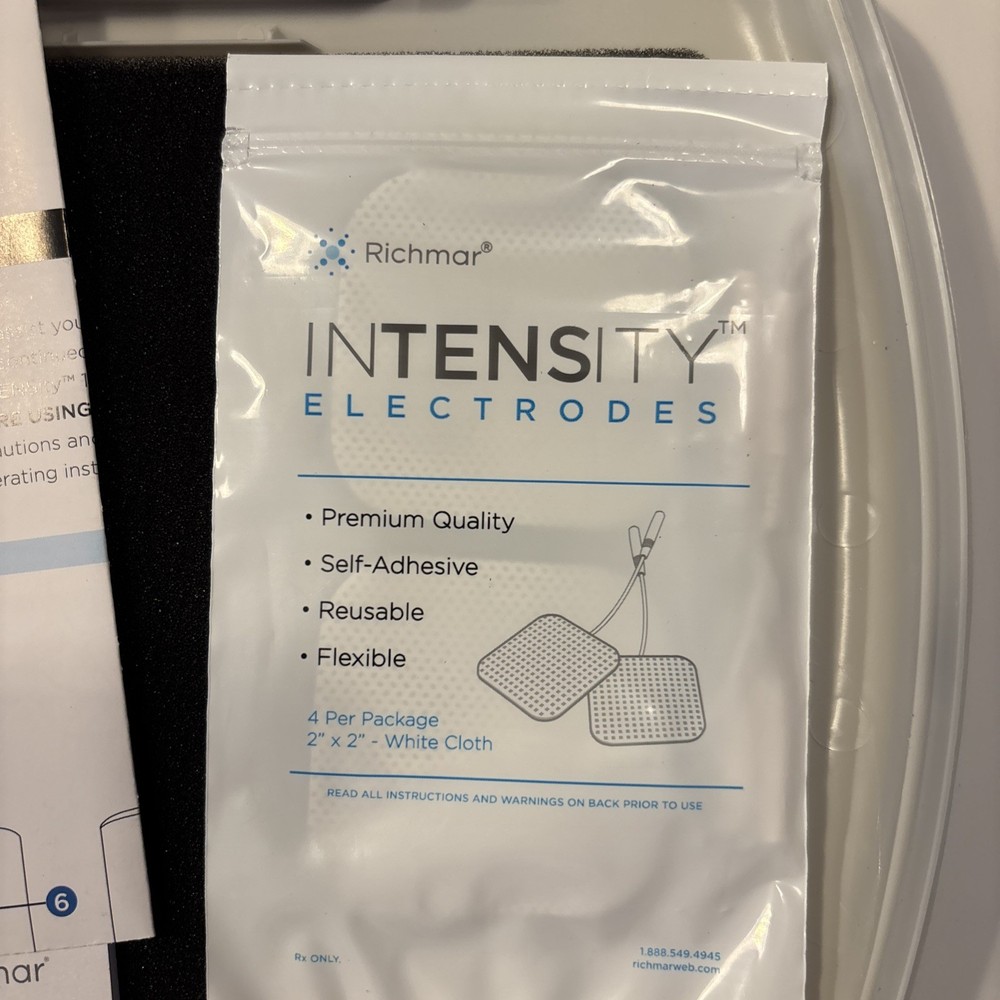 Richmar®
INTENSITY™
ELECTRODES
• Premium Quality
• Self-Adhesive
• Reusable
• Flexible
4 Per Package
2” x 2” - White Cloth
READ ALL INSTRUCTIONS AND WARNINGS ON BACK PRIOR TO USE
Rx ONLY.
1.888.549.4945
richmarweb.com
you
USING
erating inst
6